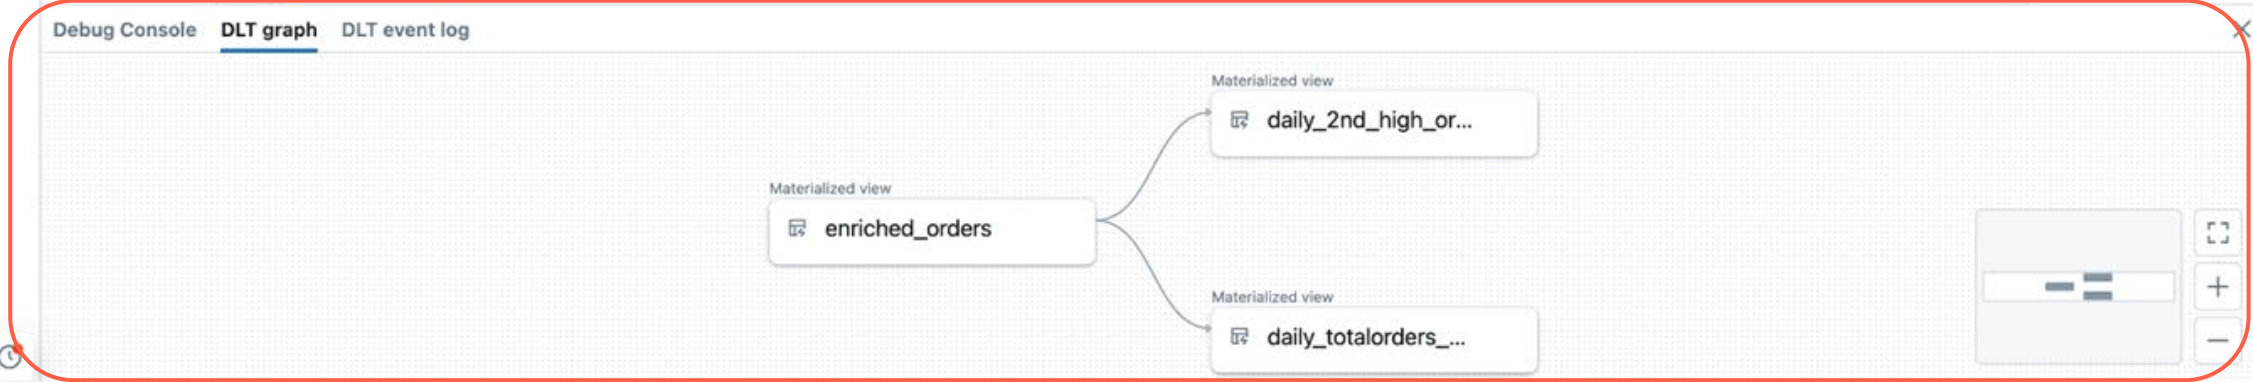 Debug Console DLT graph DLT event log
Materialized view
daily_2nd_high_or...
Materialized view
enriched_orders
Materialized view
daily_totalorders_...